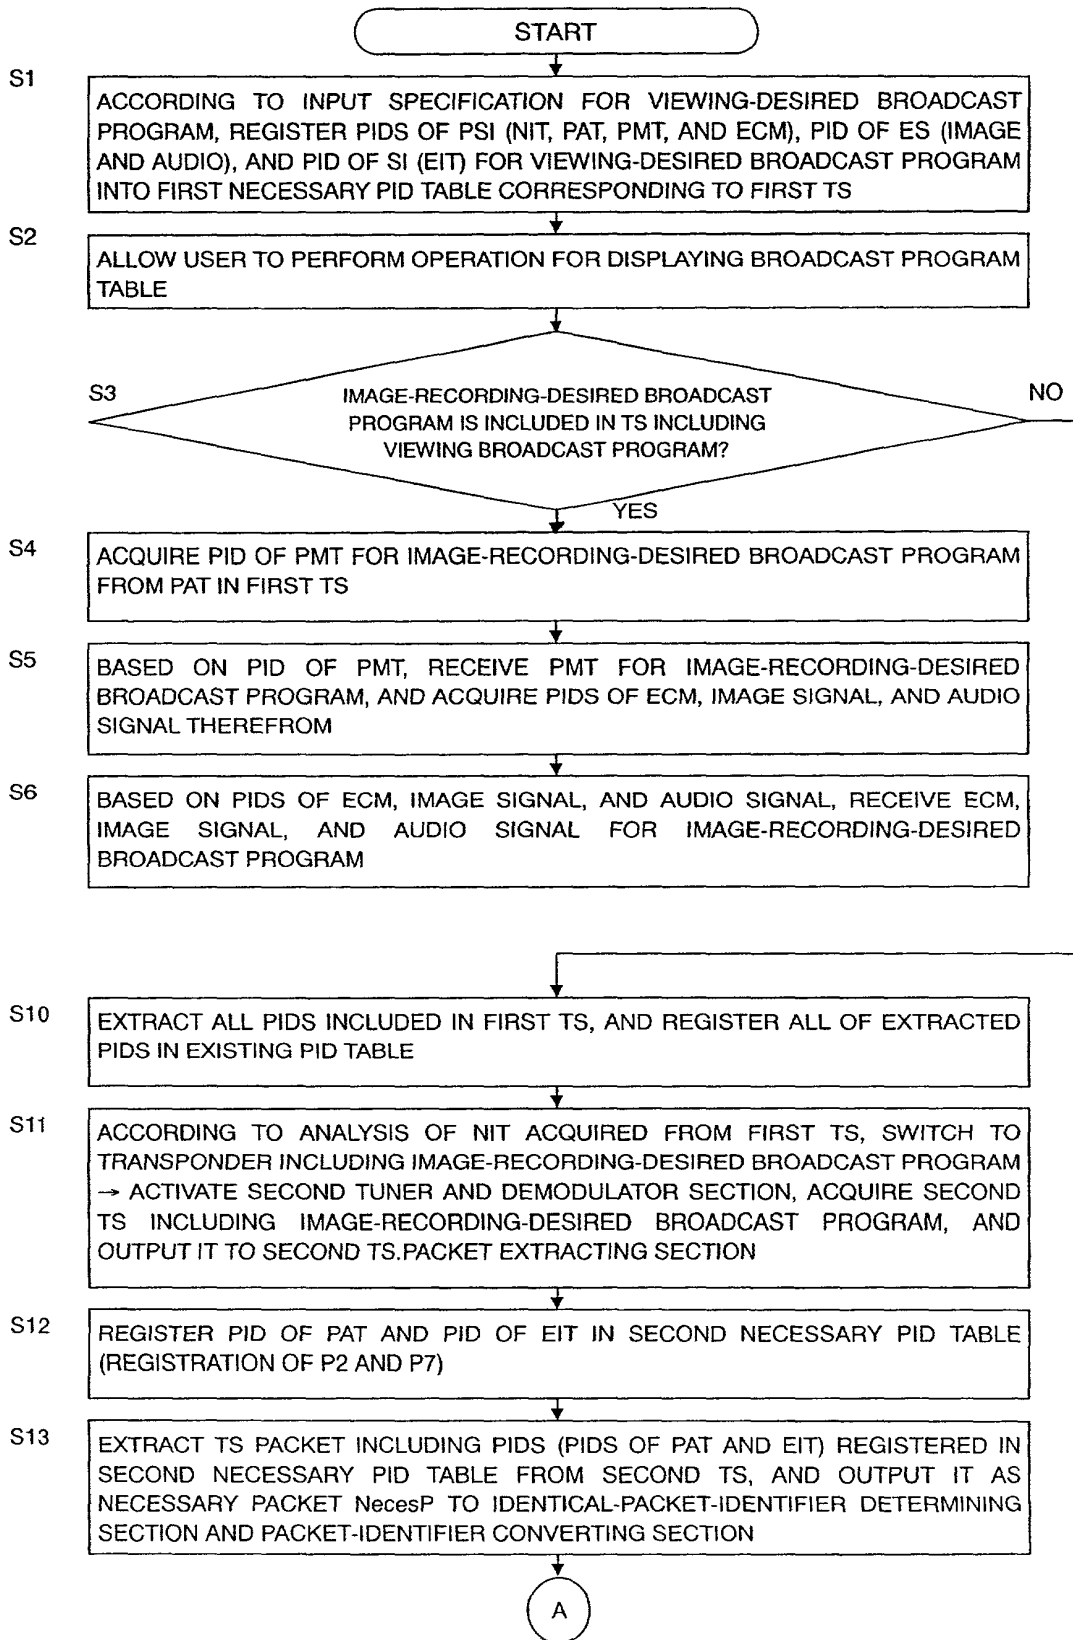 START
S1
ACCORDING TO INPUT SPECIFICATION FOR VIEWING-DESIRED BROADCAST
PROGRAM, REGISTER PIDS OF PSI (NIT, PAT, PMT, AND ECM), PID OF ES (IMAGE
AND AUDIO), AND PID OF SI (EIT) FOR VIEWING-DESIRED BROADCAST PROGRAM
INTO FIRST NECESSARY PID TABLE CORRESPONDING TO FIRST TS
S2
ALLOW USER TO PERFORM OPERATION FOR DISPLAYING BROADCAST PROGRAM
TABLE
S3
IMAGE-RECORDING-DESIRED BROADCAST
PROGRAM IS INCLUDED IN TS INCLUDING
VIEWING BROADCAST PROGRAM?
NO
YES
S4
ACQUIRE PID OF PMT FOR IMAGE-RECORDING-DESIRED BROADCAST PROGRAM
FROM PAT IN FIRST TS
S5
BASED ON PID OF PMT, RECEIVE PMT FOR IMAGE-RECORDING-DESIRED
BROADCAST PROGRAM, AND ACQUIRE PIDS OF ECM, IMAGE SIGNAL, AND AUDIO
SIGNAL THEREFROM
S6
BASED ON PIDS OF ECM, IMAGE SIGNAL, AND AUDIO SIGNAL, RECEIVE ECM,
IMAGE SIGNAL, AND AUDIO SIGNAL FOR IMAGE-RECORDING-DESIRED
BROADCAST PROGRAM
S10
EXTRACT ALL PIDS INCLUDED IN FIRST TS, AND REGISTER ALL OF EXTRACTED
PIDS IN EXISTING PID TABLE
S11
ACCORDING TO ANALYSIS OF NIT ACQUIRED FROM FIRST TS, SWITCH TO
TRANSPONDER INCLUDING IMAGE-RECORDING-DESIRED BROADCAST PROGRAM
→ ACTIVATE SECOND TUNER AND DEMODULATOR SECTION, ACQUIRE SECOND
TS INCLUDING IMAGE-RECORDING-DESIRED BROADCAST PROGRAM, AND
OUTPUT IT TO SECOND TS.PACKET EXTRACTING SECTION
S12
REGISTER PID OF PAT AND PID OF EIT IN SECOND NECESSARY PID TABLE
(REGISTRATION OF P2 AND P7)
S13
EXTRACT TS PACKET INCLUDING PIDS (PIDS OF PAT AND EIT) REGISTERED IN
SECOND NECESSARY PID TABLE FROM SECOND TS, AND OUTPUT IT AS
NECESSARY PACKET NecesP TO IDENTICAL-PACKET-IDENTIFIER DETERMINING
SECTION AND PACKET-IDENTIFIER CONVERTING SECTION
A